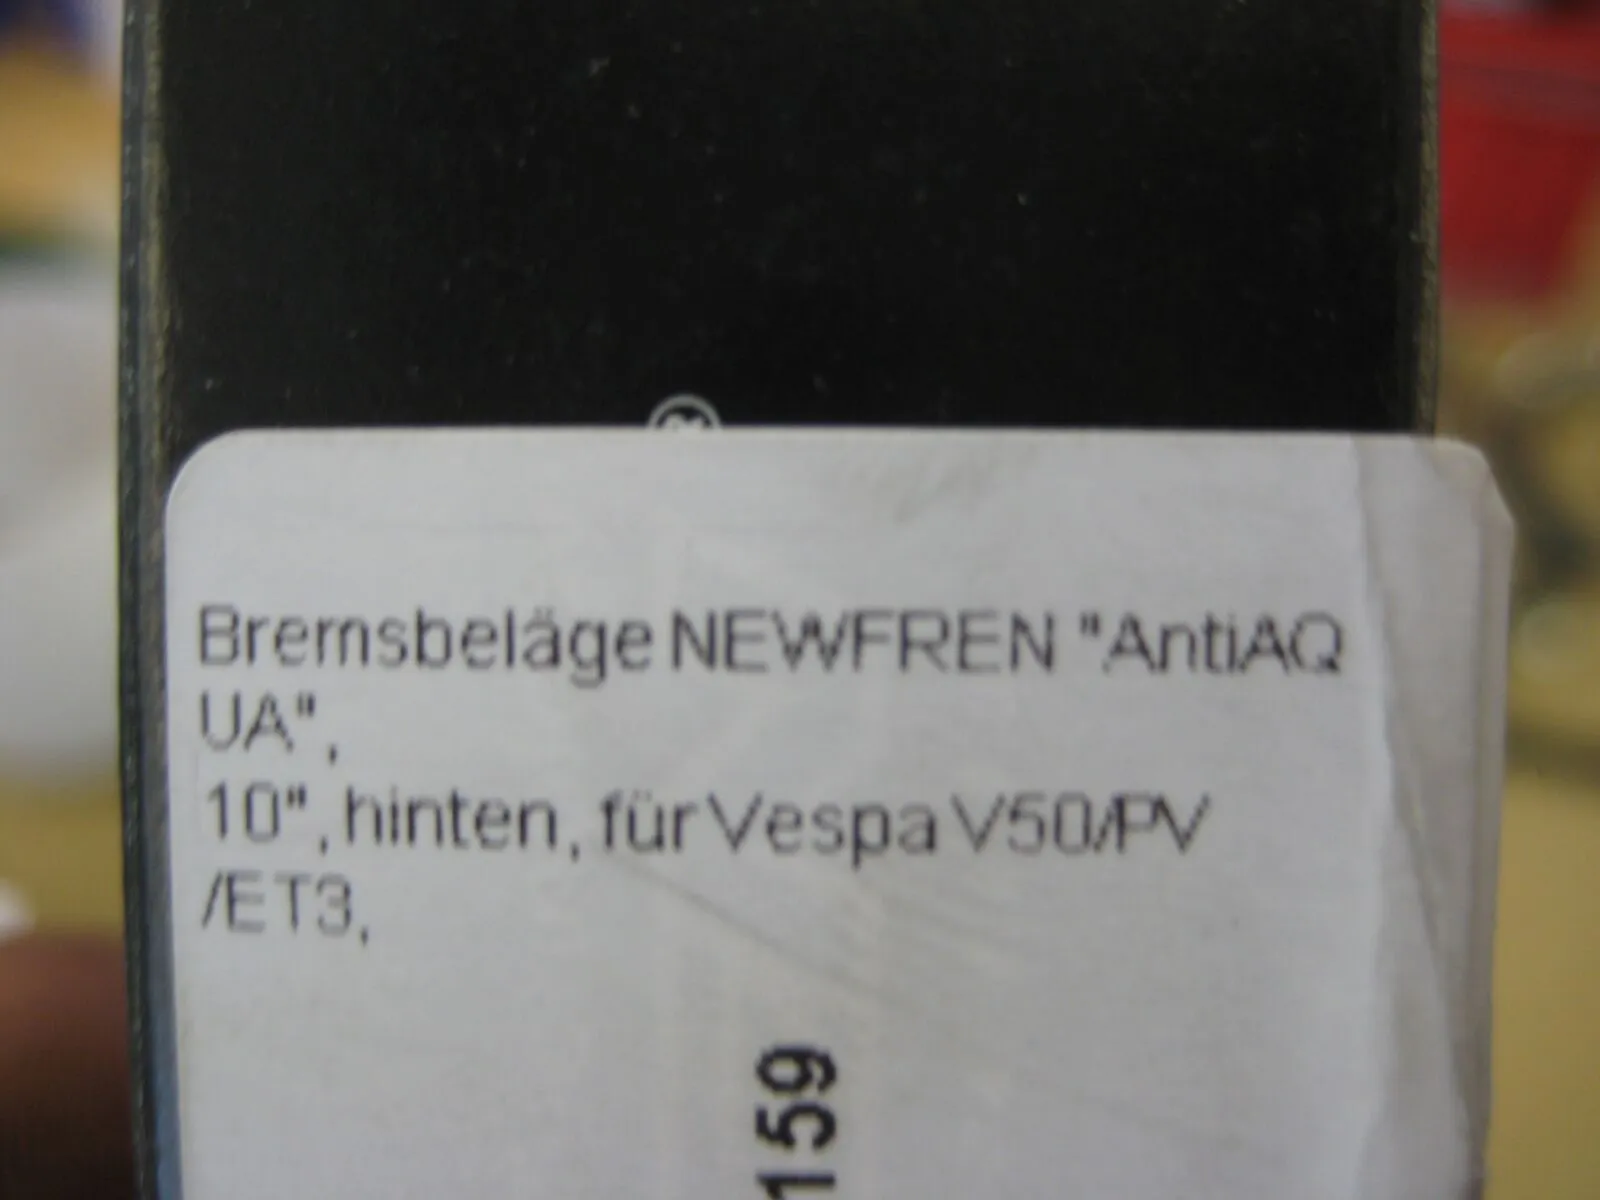 ®
Bremsbeläge NEWFREN "AntiAQ
UA",
10", hinten, für Vespa V50/PV
/ET3,
159